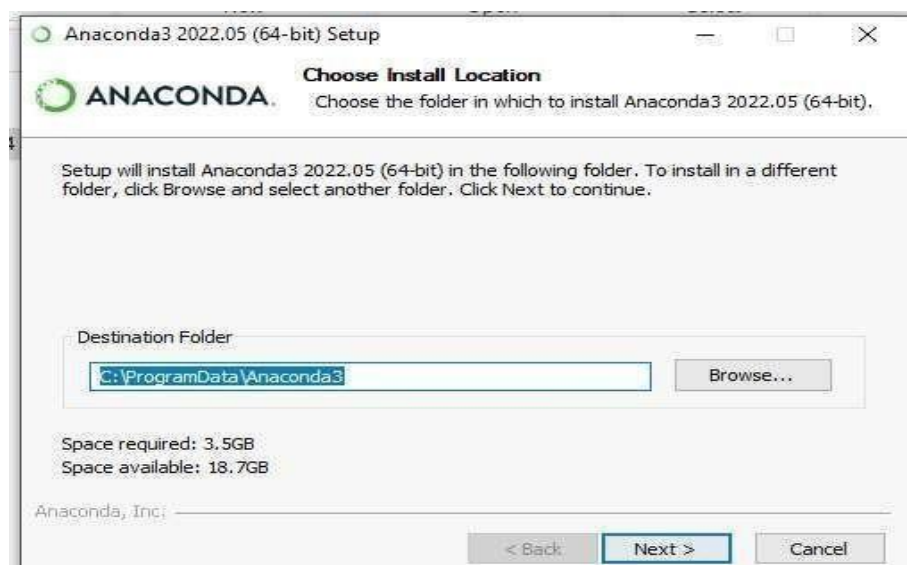 Anaconda3 2022.05 (64-bit) Setup
ANACONDA.
Choose Install Location
Choose the folder in which to install Anaconda3 2022.05 (64-bit).
Setup will install Anaconda3 2022.05 (64-bit) in the following folder. To install in a different
folder, click Browse and select another folder. Click Next to continue.
Destination Folder
C:\ProgramData\Anaconda3
Browse...
Space required: 3.5GB
Space available: 18.7GB
Anaconda, Inc.
< Back
Next >
Cancel